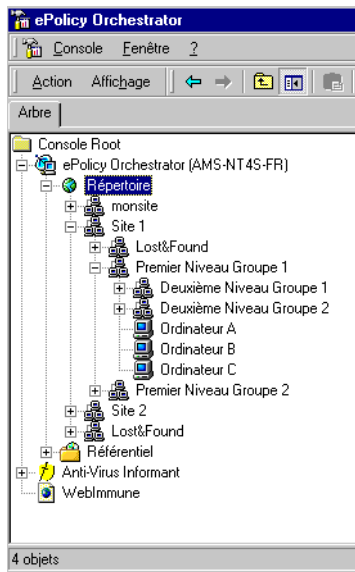 ePolicy Orchestrator
Console Fenêtre ?
Action Affichage
Arbre
Console Root
ePolicy Orchestrator (AMS-NT4S-FR)
Répertoire
monsite
Site 1
Lost&Found
Premier Niveau Groupe 1
Deuxième Niveau Groupe 1
Deuxième Niveau Groupe 2
Ordinateur A
Ordinateur B
Ordinateur C
Premier Niveau Groupe 2
Site 2
Lost&Found
Référentiel
Anti-Virus Informant
WebImmune
4 objets